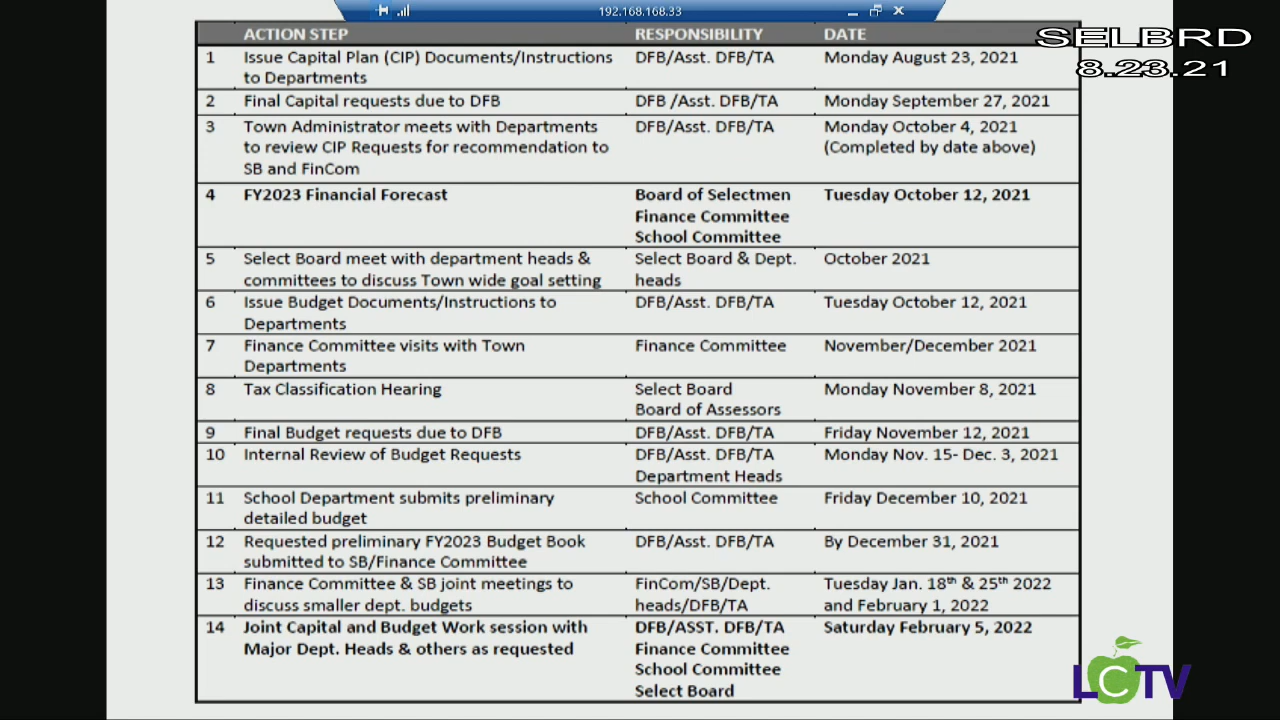 192.168.168.33
SELBRD
8.23.21
ACTION STEP RESPONSIBILITY DATE
1 Issue Capital Plan (CIP) Documents/Instructions DFB/Asst. DFB/TA Monday August 23, 2021
to Departments
2 Final Capital requests due to DFB DFB /Asst. DFB/TA Monday September 27, 2021
3 Town Administrator meets with Departments DFB/Asst. DFB/TA Monday October 4, 2021
to review CIP Requests for recommendation to (Completed by date above)
SB and FinCom
4 FY2023 Financial Forecast Board of Selectmen Tuesday October 12, 2021
Finance Committee
School Committee
5 Select Board meet with department heads & Select Board & Dept. October 2021
committees to discuss Town wide goal setting heads
6 Issue Budget Documents/Instructions to DFB/Asst. DFB/TA Tuesday October 12, 2021
Departments
7 Finance Committee visits with Town Finance Committee November/December 2021
Departments
8 Tax Classification Hearing Select Board Monday November 8, 2021
Board of Assessors
9 Final Budget requests due to DFB DFB/Asst. DFB/TA Friday November 12, 2021
10 Internal Review of Budget Requests DFB/Asst. DFB/TA Monday Nov. 15- Dec. 3, 2021
Department Heads
11 School Department submits preliminary School Committee Friday December 10, 2021
detailed budget
12 Requested preliminary FY2023 Budget Book DFB/Asst. DFB/TA By December 31, 2021
submitted to SB/Finance Committee
13 Finance Committee & SB joint meetings to FinCom/SB/Dept. Tuesday Jan. 18th & 25th 2022
discuss smaller dept. budgets heads/DFB/TA and February 1, 2022
14 Joint Capital and Budget Work session with DFB/ASST. DFB/TA Saturday February 5, 2022
Major Dept. Heads & others as requested Finance Committee
School Committee
Select Board
LCTV